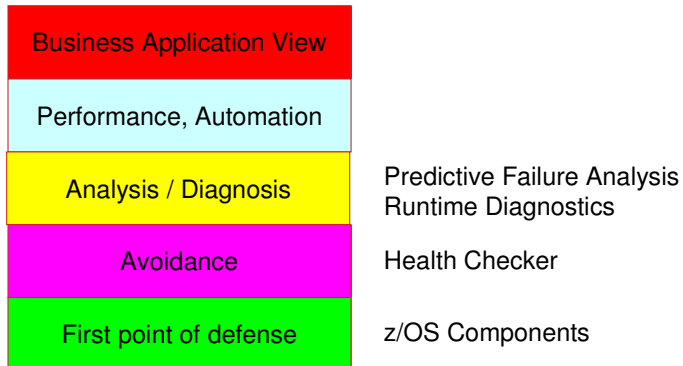 Business Application View
Performance, Automation
Analysis / Diagnosis
Predictive Failure Analysis
Runtime Diagnostics
Avoidance
Health Checker
First point of defense
z/OS Components